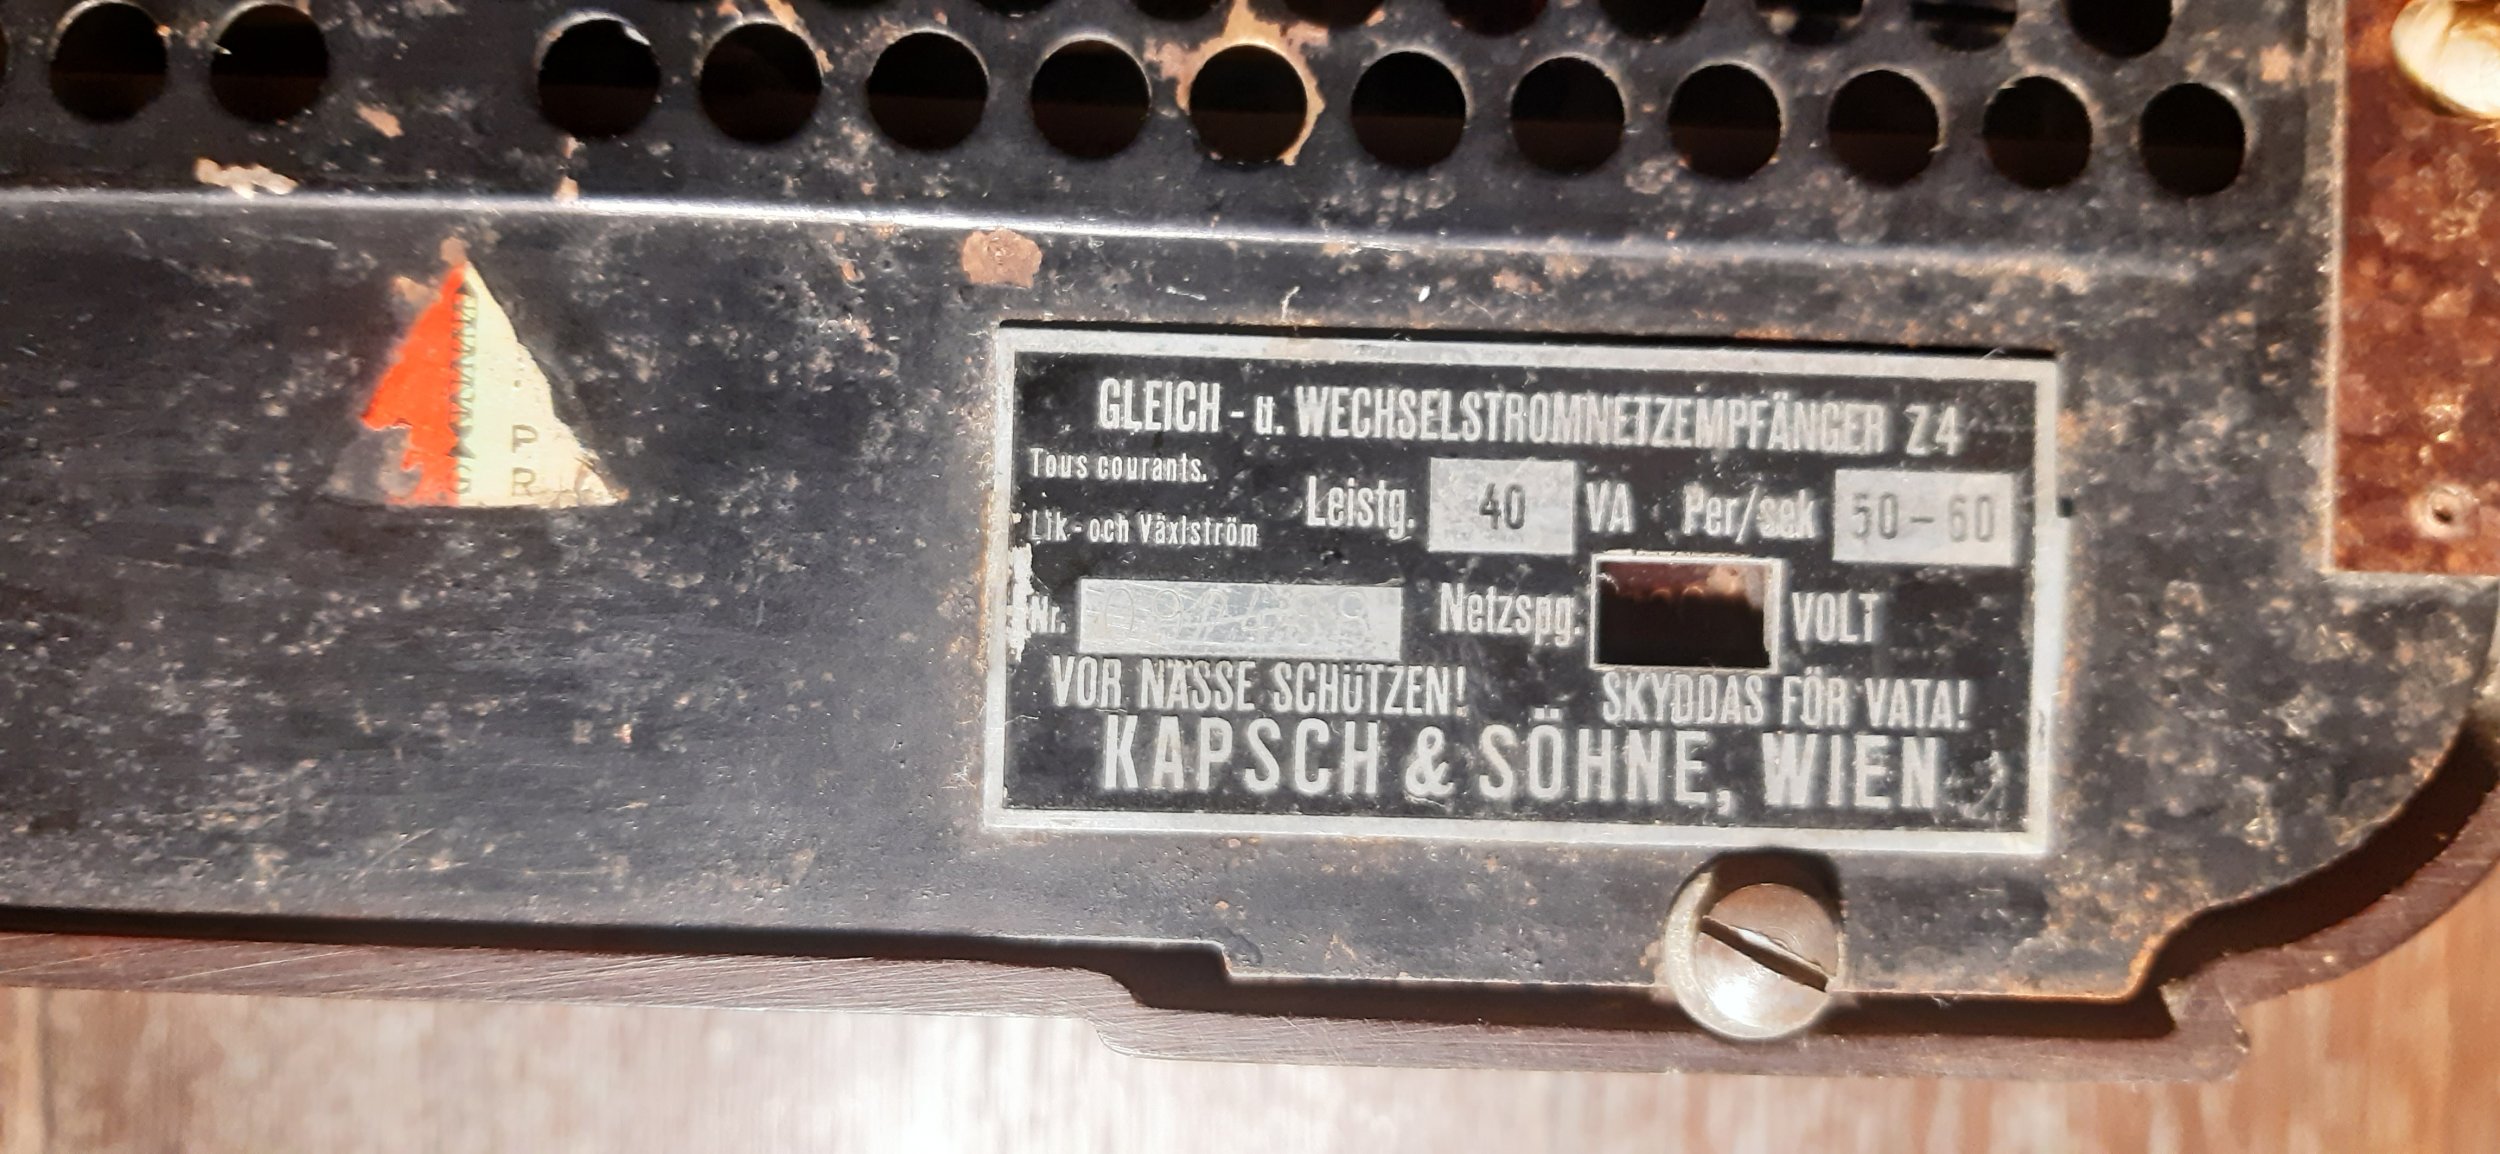 GLEICH - u. WECHSELSTROMNETZEMPFÄNGER Z4
Tous courants.
Lik- och Växlström
Leistg. 40 VA Per/sek 50 - 60
Nr.
Netzspg. VOLT
VOR NÄSSE SCHÜTZEN! SKYDDAS FÖR VATA!
KAPSCH & SÖHNE, WIEN
P
R